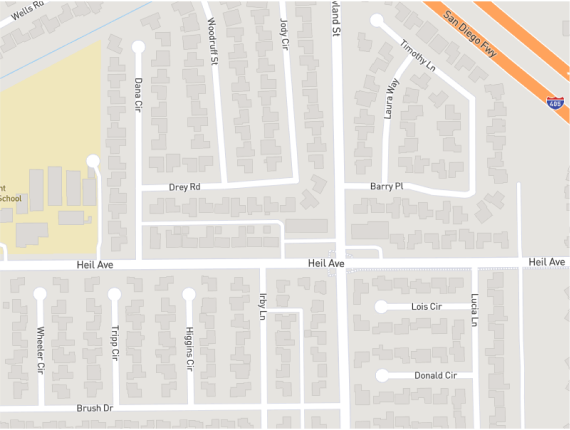 Wells Rd
San Diego Fwy
Woodruff St
Jody Cir
land St
Timothy Ln
Dana Cir
Laura Way
405
Drey Rd
Barry Pl
School
Heil Ave
Heil Ave
Heil Ave
Irby Ln
Lois Cir
Lucia Ln
Wheeler Cir
Tripp Cir
Higgins Cir
Donald Cir
Brush Dr